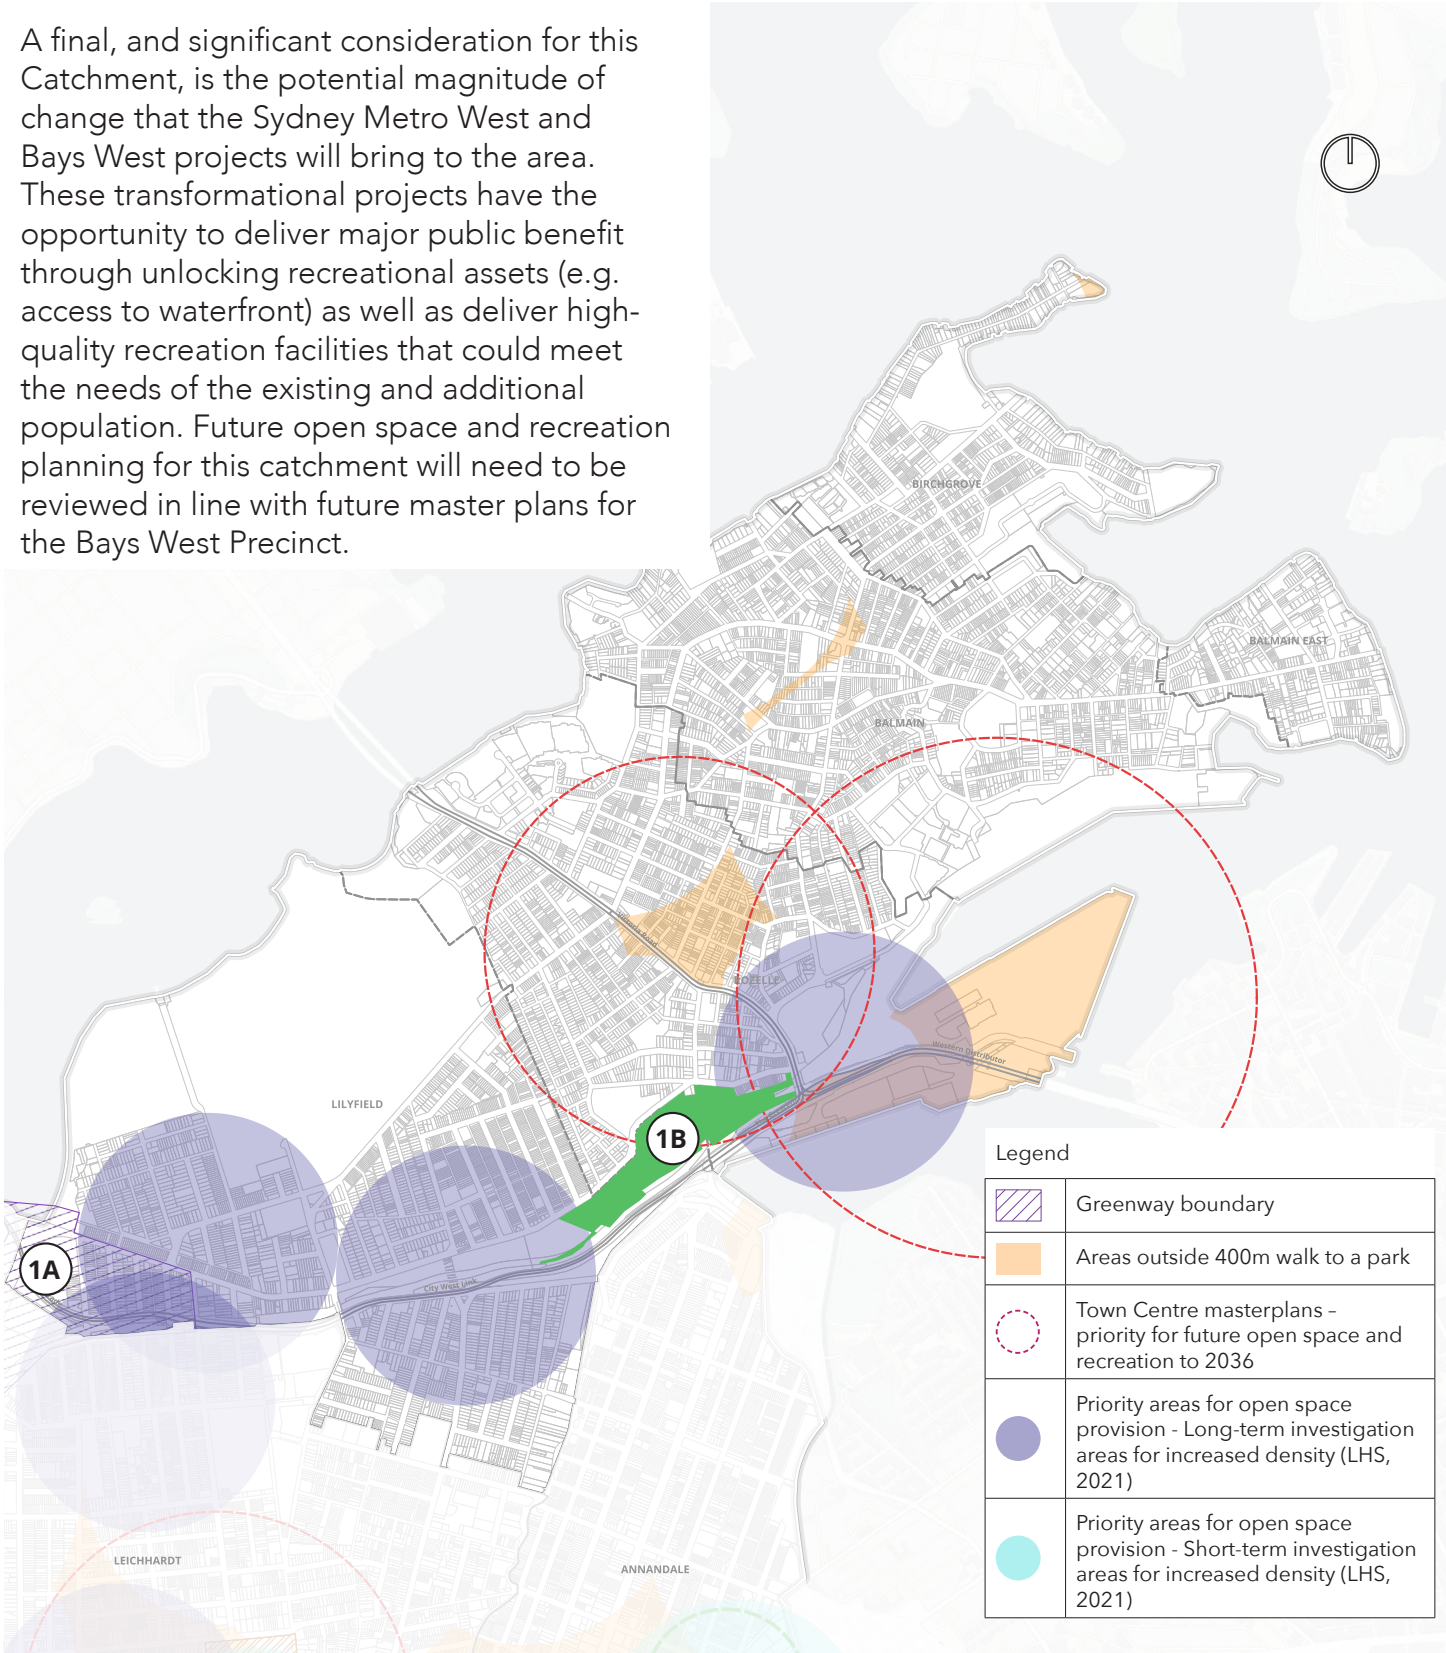 A final, and significant consideration for this
Catchment, is the potential magnitude of
change that the Sydney Metro West and
Bays West projects will bring to the area.
These transformational projects have the
opportunity to deliver major public benefit
through unlocking recreational assets (e.g.
access to waterfront) as well as deliver high-
quality recreation facilities that could meet
the needs of the existing and additional
population. Future open space and recreation
planning for this catchment will need to be
reviewed in line with future master plans for
the Bays West Precinct.
BIRCHGROVE
BALMAIN EAST
BALMAIN
Victoria Road
ROZELLE
Western Distributor
LILYFIELD
1B
1A
City West Link
LEICHHARDT
ANNANDALE
Legend
Greenway boundary
Areas outside 400m walk to a park
Town Centre masterplans –
priority for future open space and
recreation to 2036
Priority areas for open space
provision - Long-term investigation
areas for increased density (LHS,
2021)
Priority areas for open space
provision - Short-term investigation
areas for increased density (LHS,
2021)